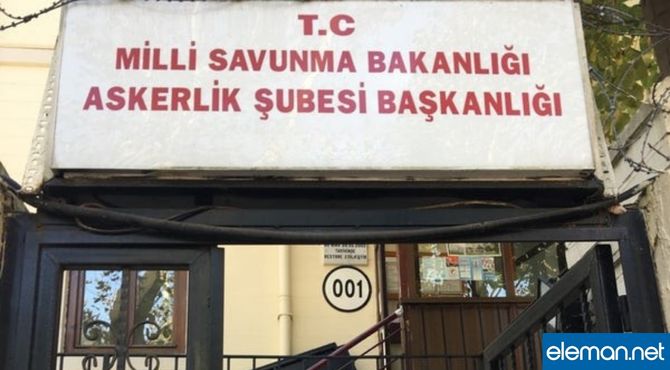 T.C
MİLLİ SAVUNMA BAKANLIĞI
ASKERLİK ŞUBESİ BAŞKANLIĞI
001
eleman.net